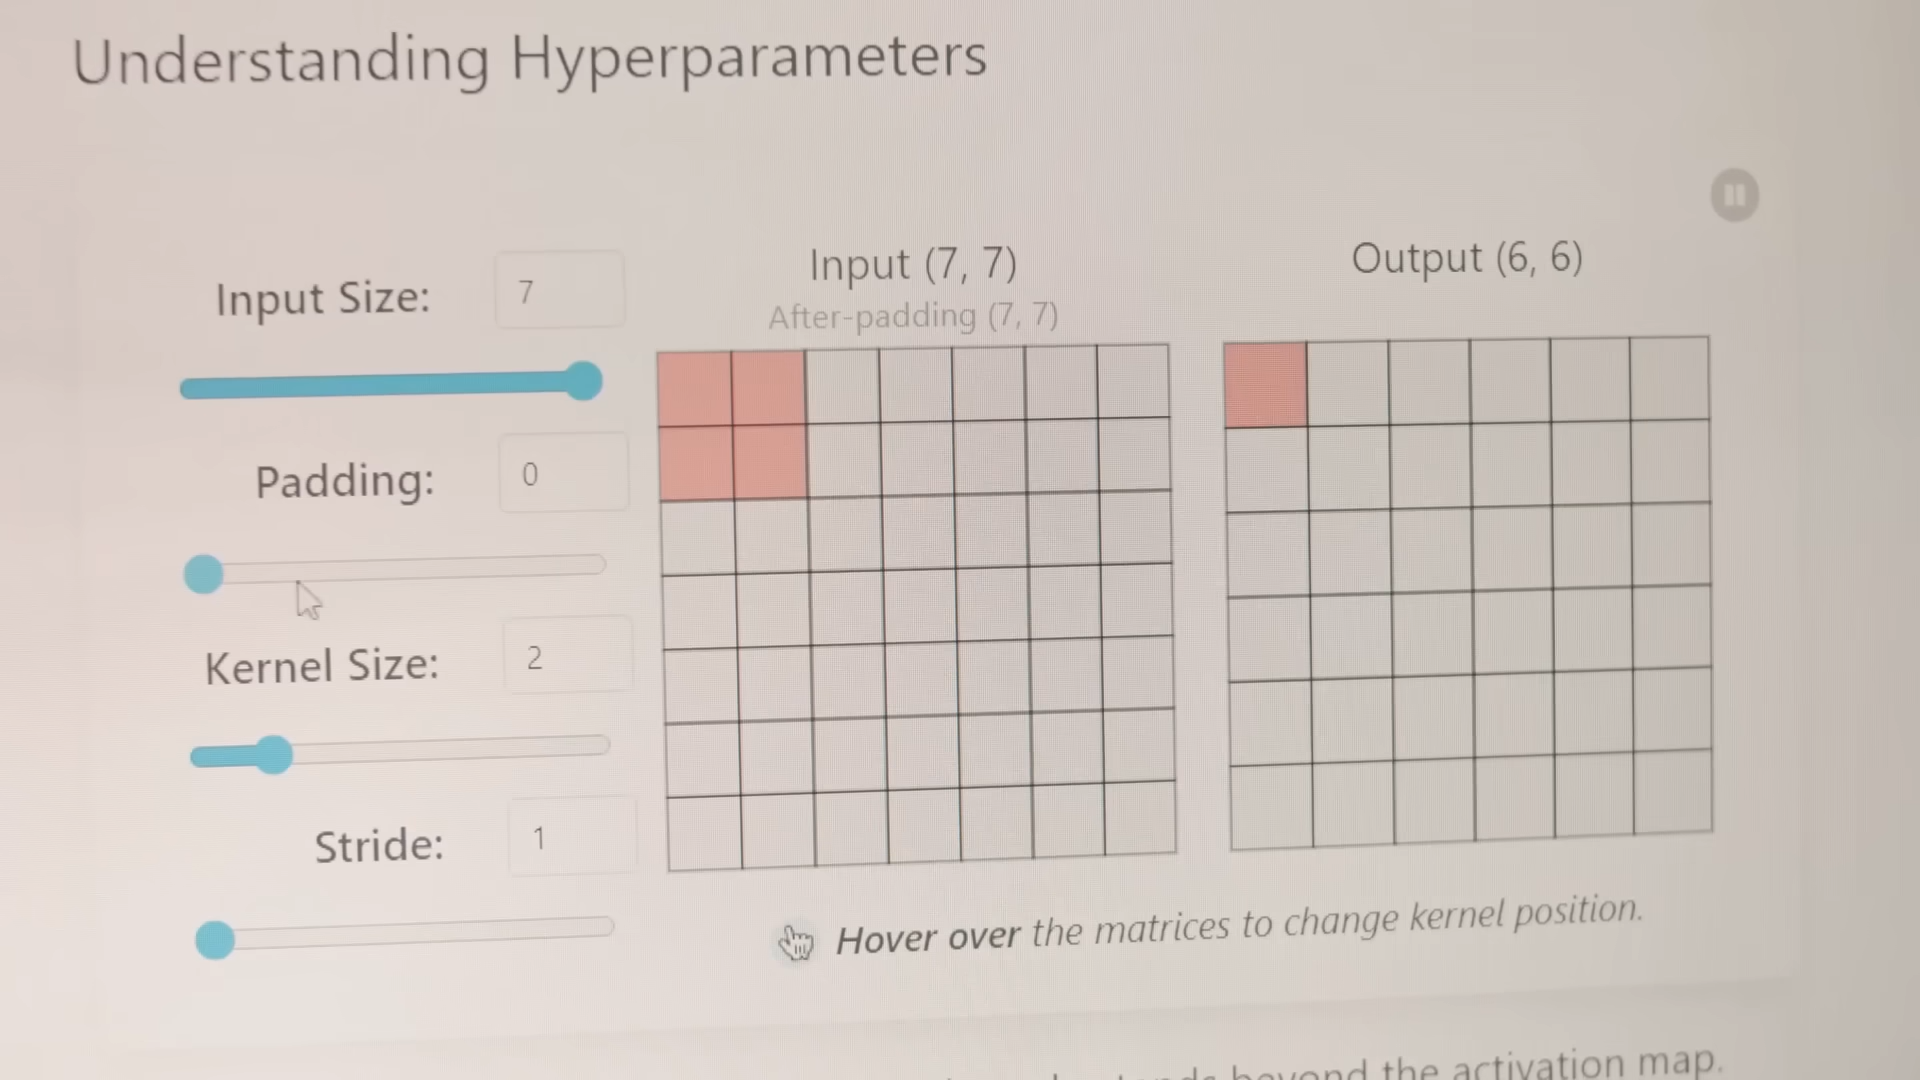 Understanding Hyperparameters
Input Size: 7
Padding: 0
Kernel Size: 2
Stride: 1
Input (7, 7)
After-padding (7, 7)
Output (6, 6)
Hover over the matrices to change kernel position.
beyond the activation map.